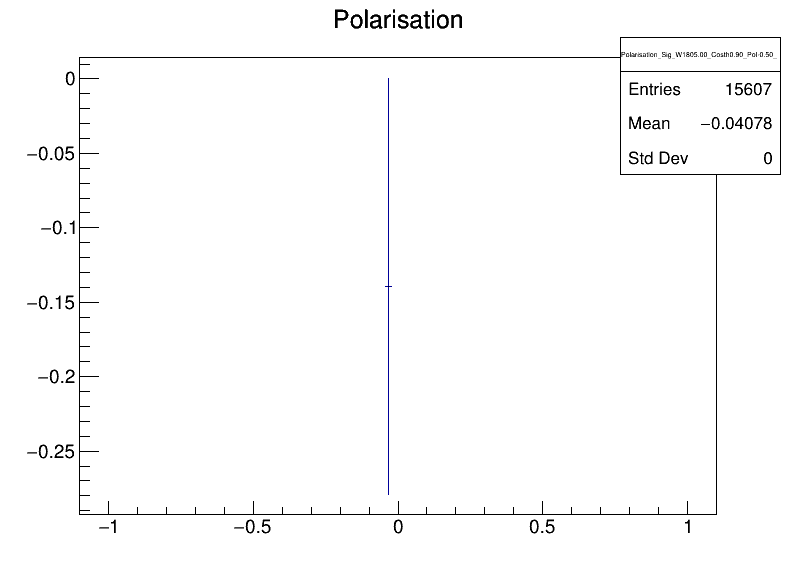 Polarisation
Polarisation_Sig_W1805.00_Costh0.90_Pol-0.50_
Entries 15607
Mean −0.04078
Std Dev 0
0
−0.05
−0.1
−0.15
−0.2
−0.25
−1 −0.5 0 0.5 1